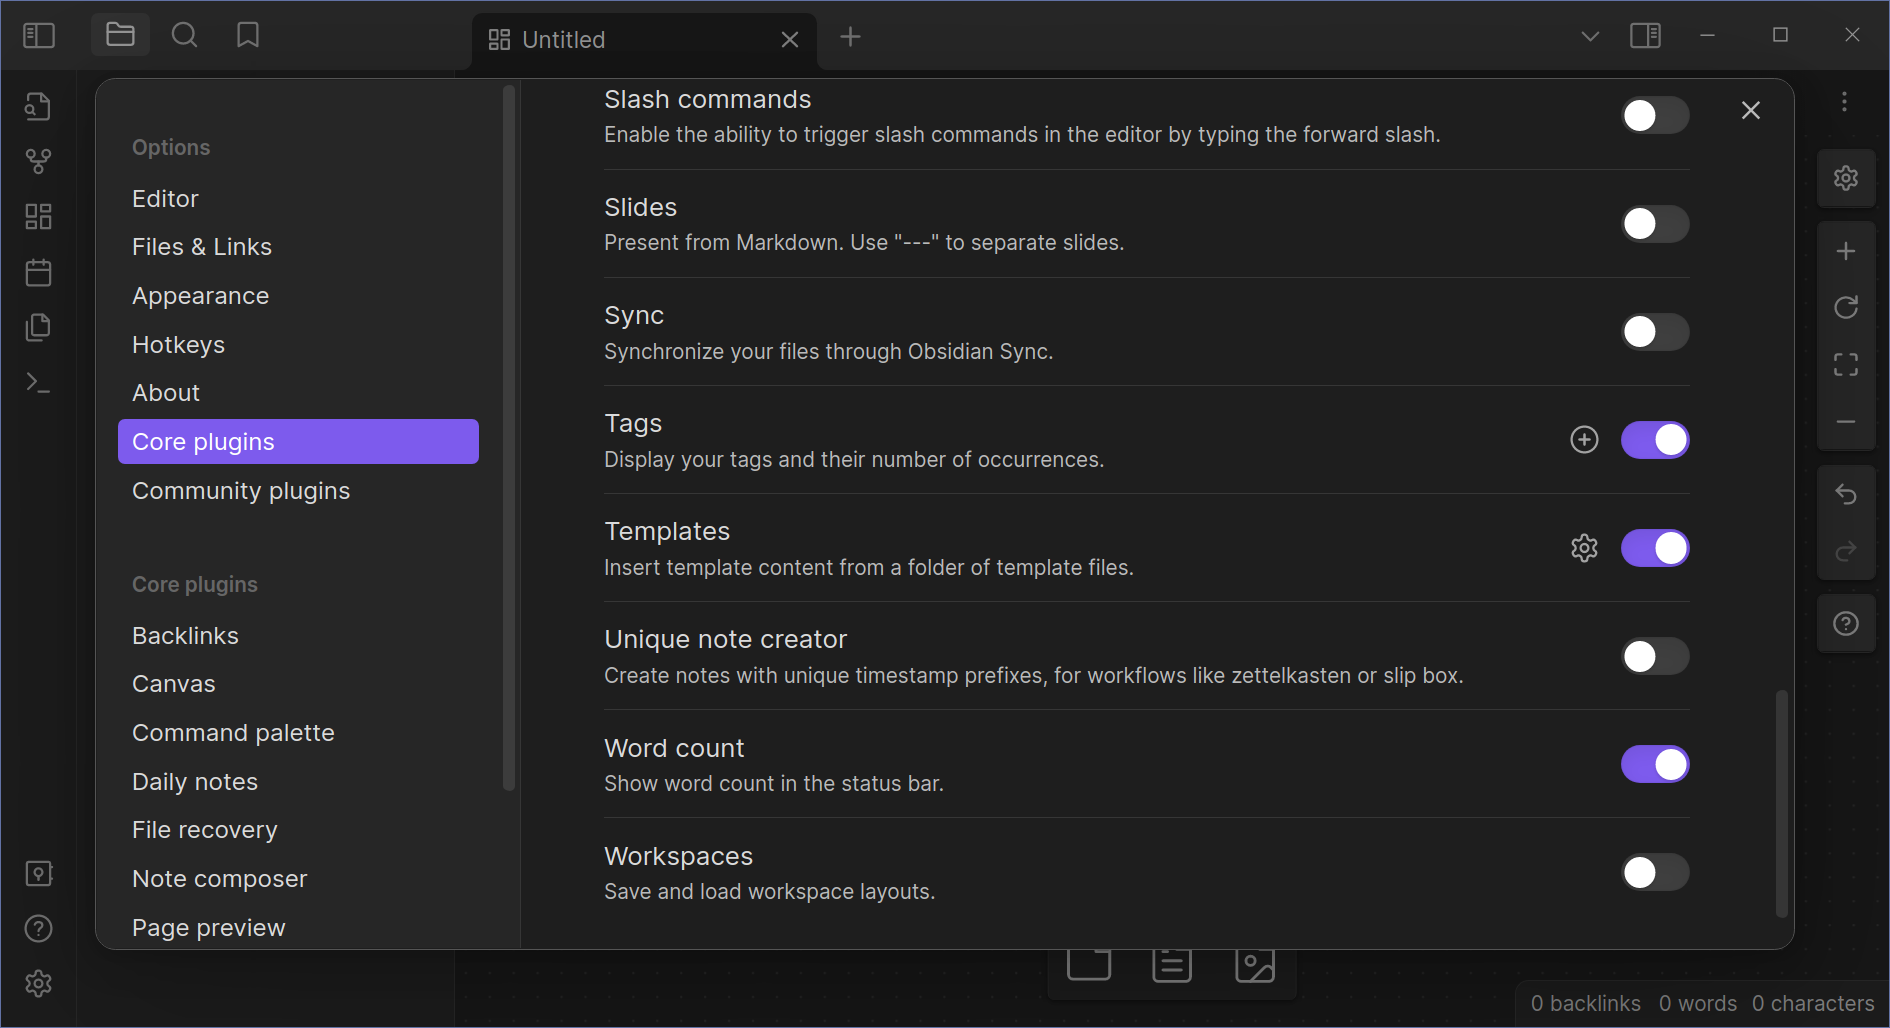 Untitled
Options
Editor
Files & Links
Appearance
Hotkeys
About
Core plugins
Community plugins
Core plugins
Backlinks
Canvas
Command palette
Daily notes
File recovery
Note composer
Page preview
Slash commands
Enable the ability to trigger slash commands in the editor by typing the forward slash.
Slides
Present from Markdown. Use "---" to separate slides.
Sync
Synchronize your files through Obsidian Sync.
Tags
Display your tags and their number of occurrences.
Templates
Insert template content from a folder of template files.
Unique note creator
Create notes with unique timestamp prefixes, for workflows like zettelkasten or slip box.
Word count
Show word count in the status bar.
Workspaces
Save and load workspace layouts.
0 backlinks 0 words 0 characters